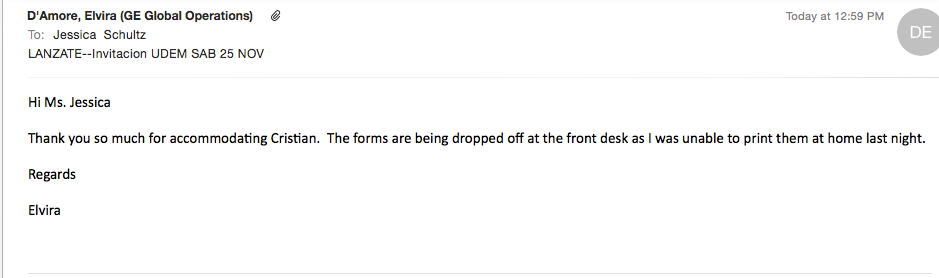 D'Amore, Elvira (GE Global Operations)
Today at 12:59 PM
DE
To: Jessica Schultz
LANZATE--Invitacion UDEM SAB 25 NOV
Hi Ms. Jessica
Thank you so much for accommodating Cristian.  The forms are being dropped off at the front desk as I was unable to print them at home last night.
Regards
Elvira